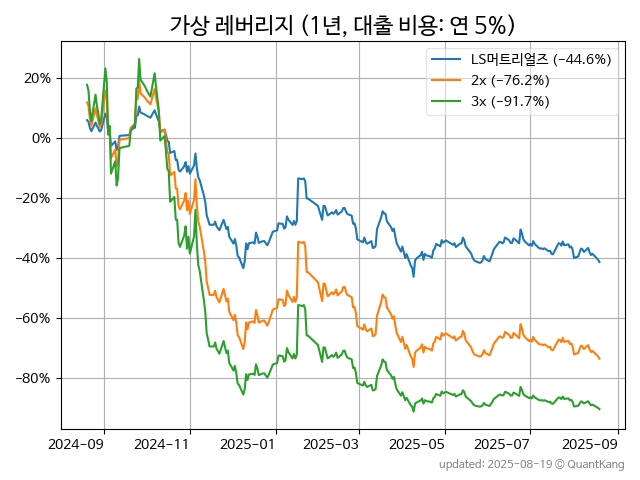 가상 레버리지 (1년, 대출 비용: 연 5%)
LS머트리얼즈 (-44.6%)
2x (-76.2%)
3x (-91.7%)
20%
0%
-20%
-40%
-60%
-80%
2024-09 2024-11 2025-01 2025-03 2025-05 2025-07 2025-09
updated: 2025-08-19 © QuantKang